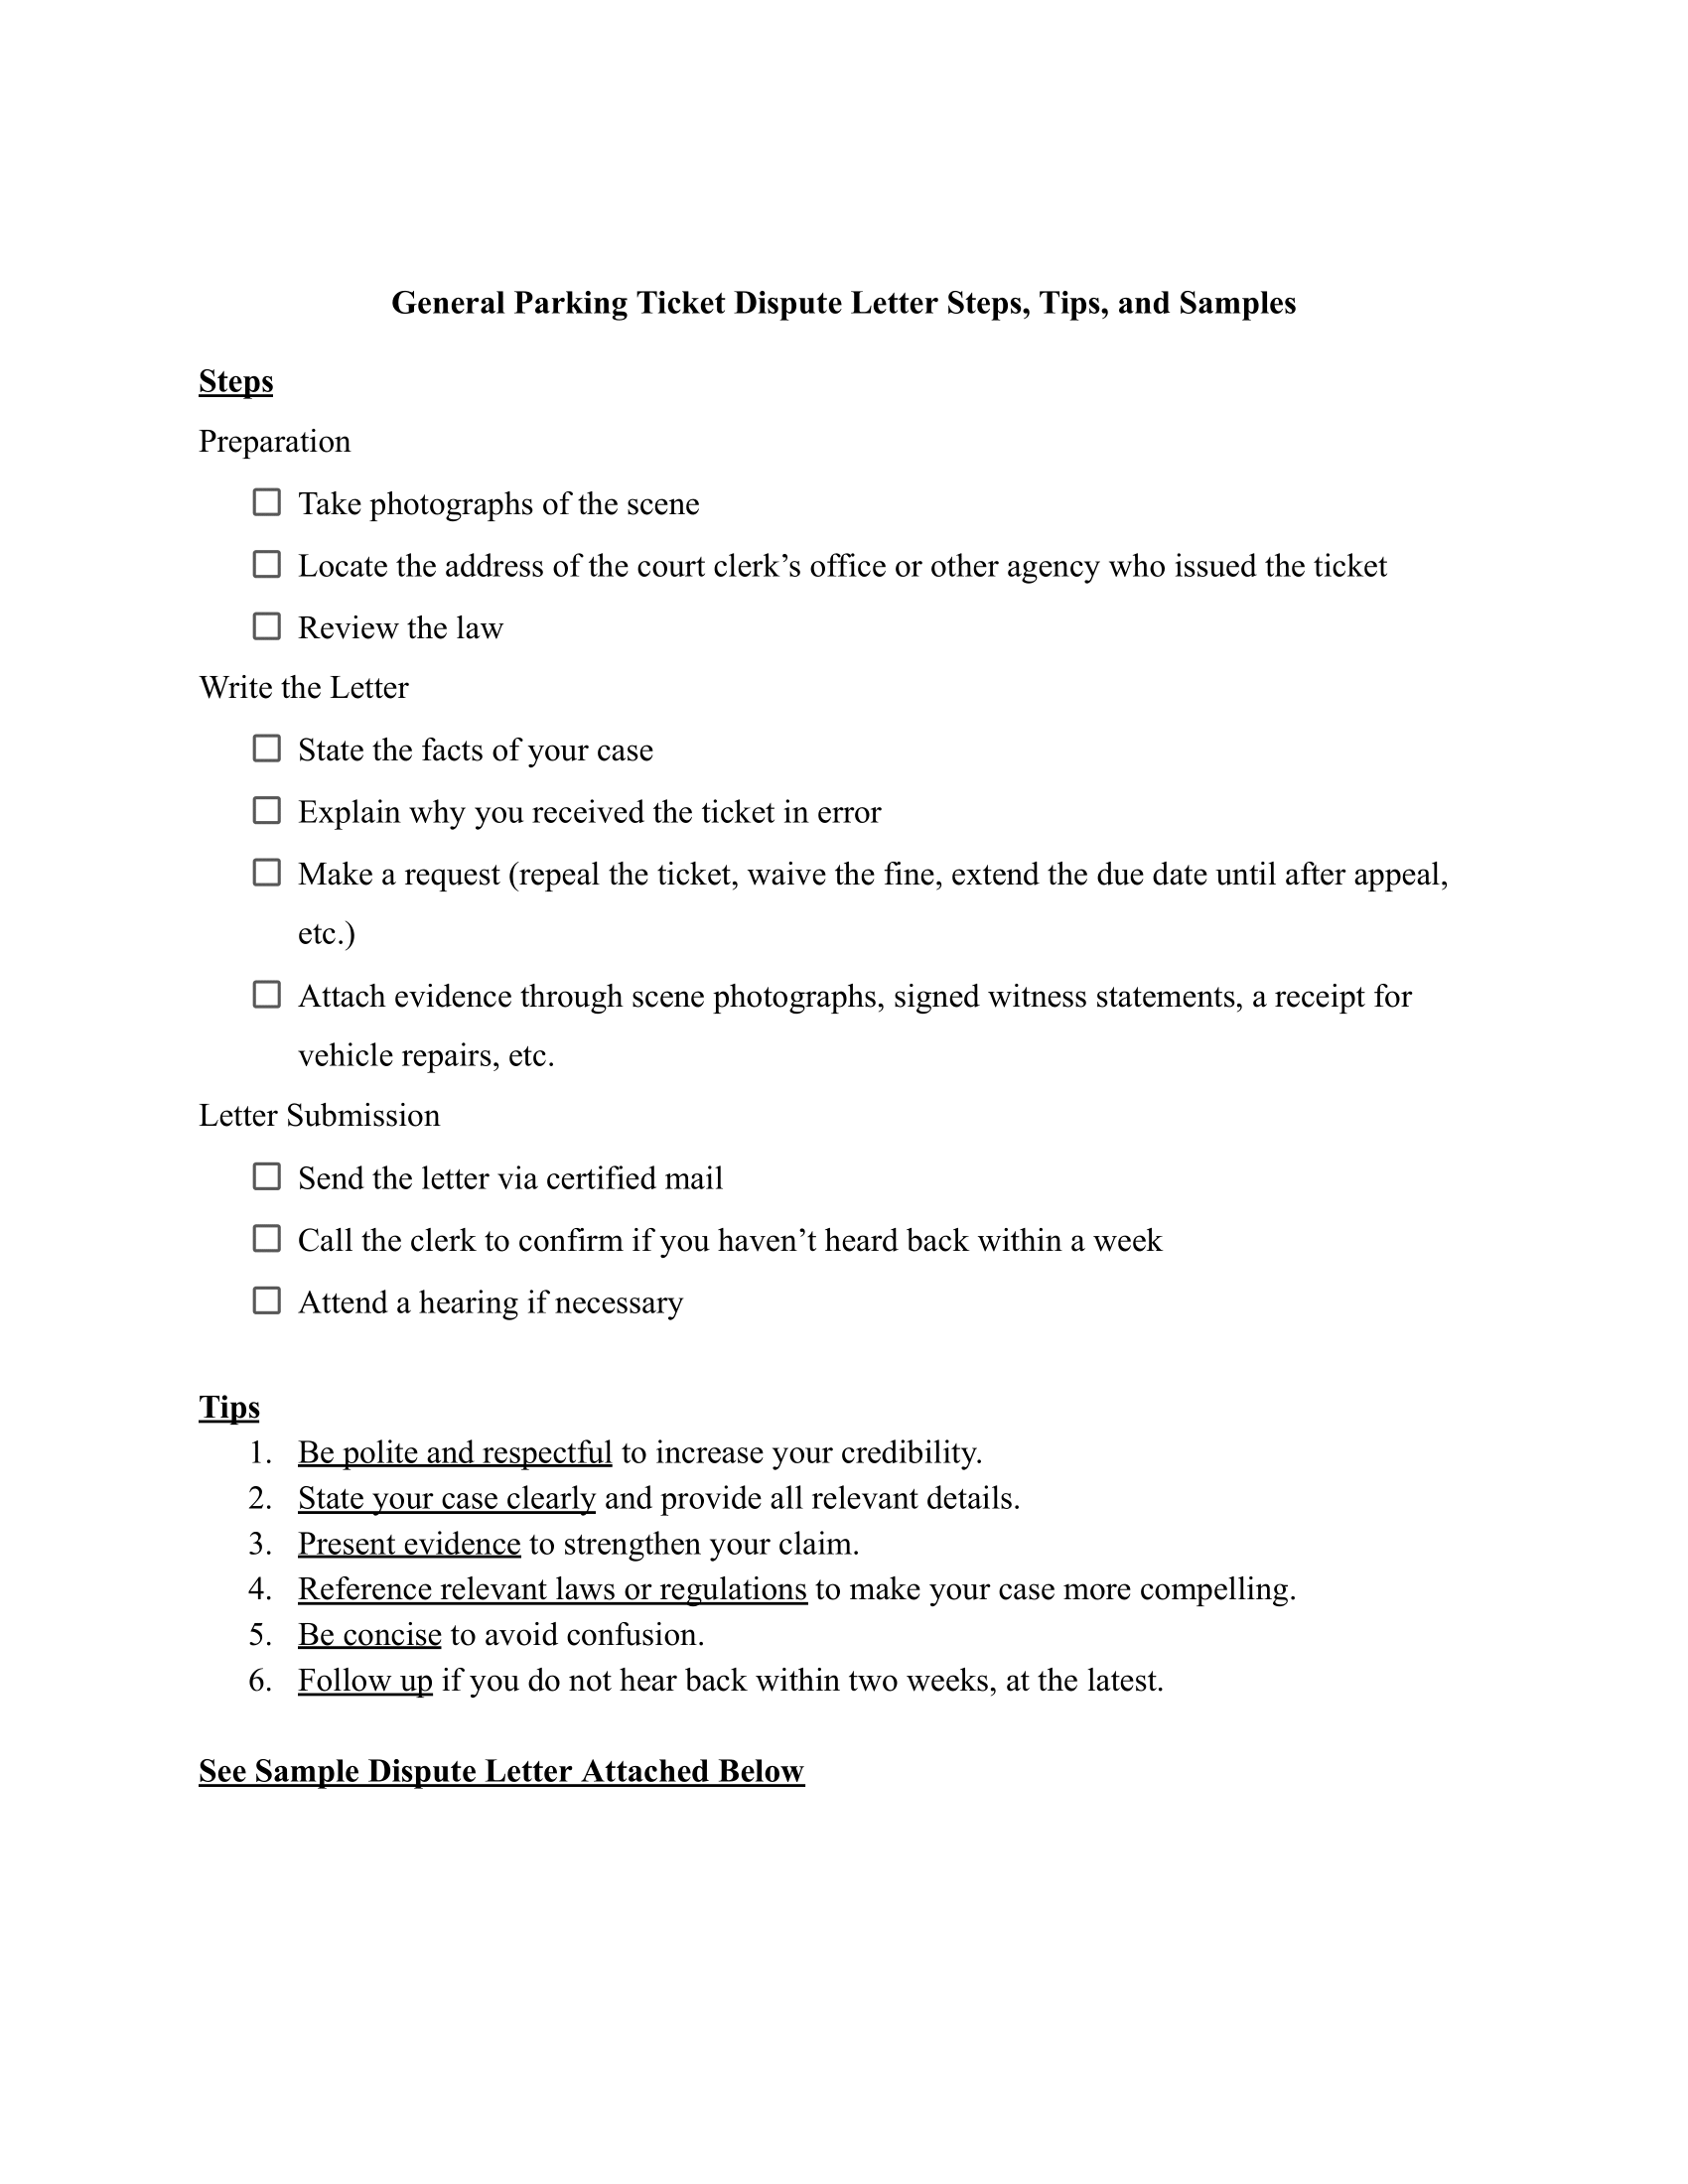 General Parking Ticket Dispute Letter Steps, Tips, and Samples
Steps
Preparation
Take photographs of the scene
Locate the address of the court clerk’s office or other agency who issued the ticket
Review the law
Write the Letter
State the facts of your case
Explain why you received the ticket in error
Make a request (repeal the ticket, waive the fine, extend the due date until after appeal,
etc.)
Attach evidence through scene photographs, signed witness statements, a receipt for
vehicle repairs, etc.
Letter Submission
Send the letter via certified mail
Call the clerk to confirm if you haven’t heard back within a week
Attend a hearing if necessary
Tips
1. Be polite and respectful to increase your credibility.
2. State your case clearly and provide all relevant details.
3. Present evidence to strengthen your claim.
4. Reference relevant laws or regulations to make your case more compelling.
5. Be concise to avoid confusion.
6. Follow up if you do not hear back within two weeks, at the latest.
See Sample Dispute Letter Attached Below